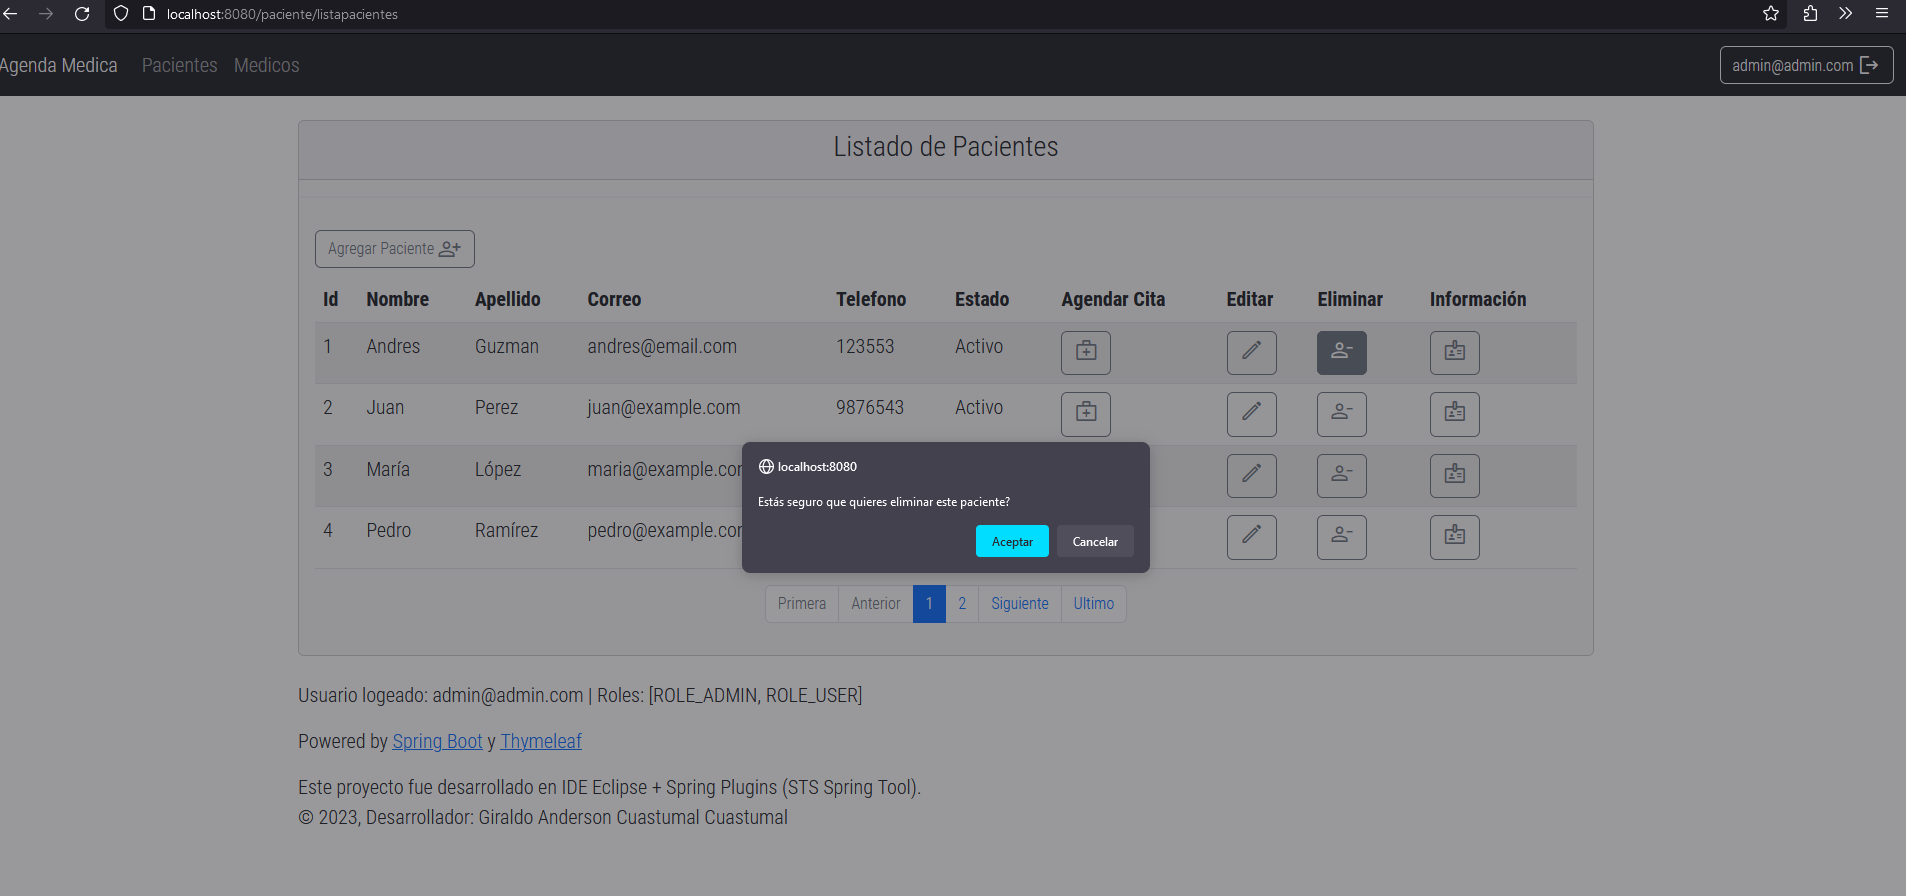 localhost:8080/paciente/listapacientes
Agenda Medica Pacientes Medicos admin@admin.com
Listado de Pacientes
Agregar Paciente
Id Nombre Apellido Correo Telefono Estado Agendar Cita Editar Eliminar Información
1 Andres Guzman andres@email.com 123553 Activo
2 Juan Perez juan@example.com 9876543 Activo
3 María López maria@example.cor
4 Pedro Ramírez pedro@example.cor
localhost:8080
Estás seguro que quieres eliminar este paciente?
Aceptar Cancelar
Primera Anterior 1 2 Siguiente Ultimo
Usuario logeado: admin@admin.com | Roles: [ROLE_ADMIN, ROLE_USER]
Powered by Spring Boot y Thymeleaf
Este proyecto fue desarrollado en IDE Eclipse + Spring Plugins (STS Spring Tool).
© 2023, Desarrollador: Giraldo Anderson Cuastumal Cuastumal